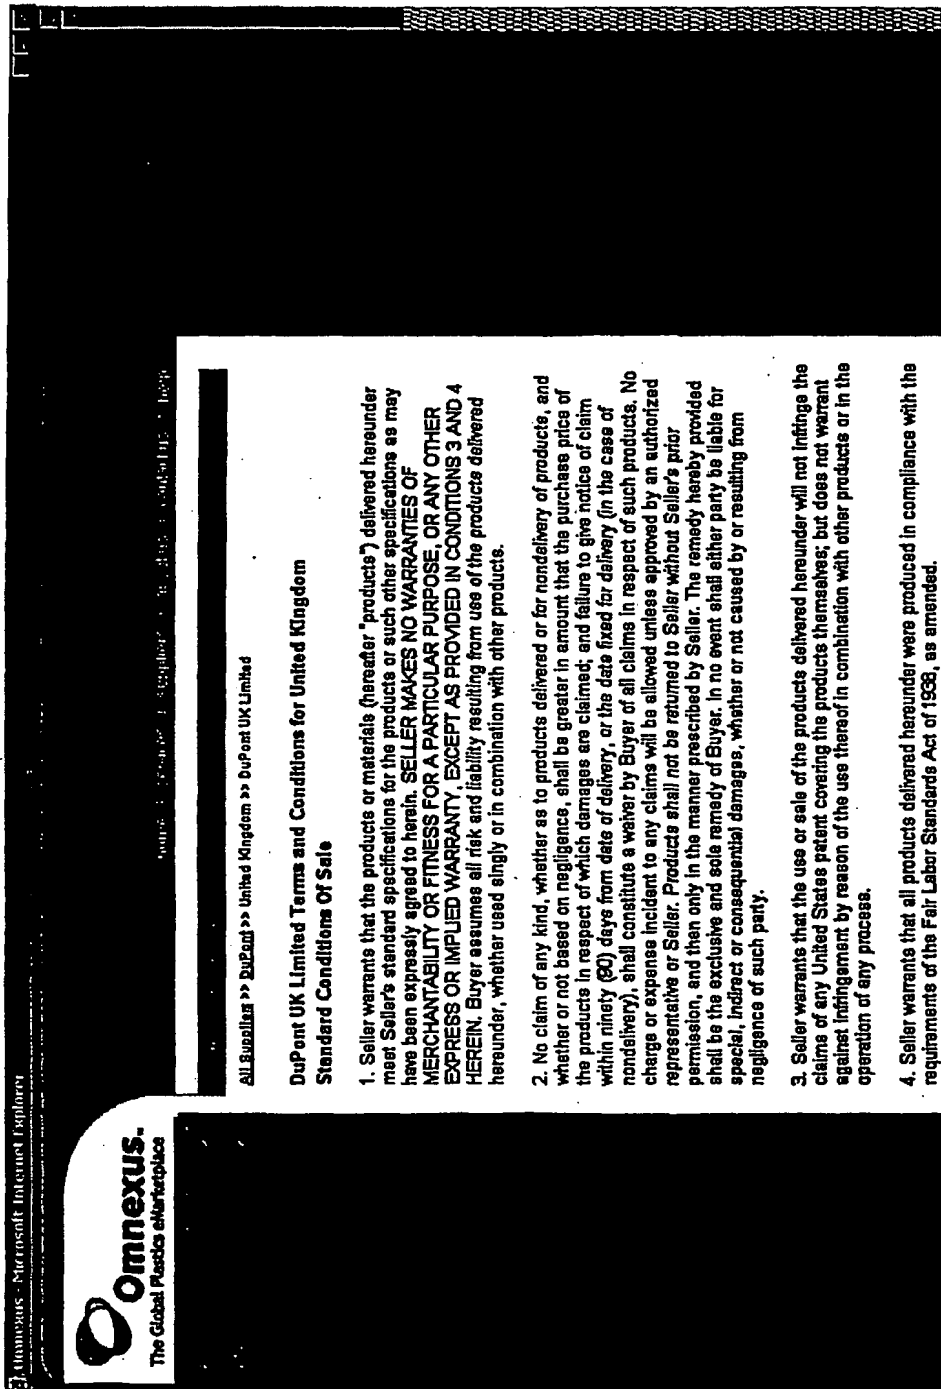 Omnexus - Microsoft Internet Explorer
Omnexus.
The Global Plastics eMarketplace
All Suppliers >> DuPont >> United Kingdom >> DuPont UK Limited
DuPont UK Limited Terms and Conditions for United Kingdom
Standard Conditions Of Sale
1. Seller warrants that the products or materials (hereafter "products") delivered hereunder
meet Seller's standard specifications for the products or such other specifications as may
have been expressly agreed to herein. SELLER MAKES NO WARRANTIES OF
MERCHANTABILITY OR FITNESS FOR A PARTICULAR PURPOSE, OR ANY OTHER
EXPRESS OR IMPLIED WARRANTY, EXCEPT AS PROVIDED IN CONDITIONS 3 AND 4
HEREIN. Buyer assumes all risk and liability resulting from use of the products delivered
hereunder, whether used singly or in combination with other products.
2. No claim of any kind, whether as to products delivered or for nondelivery of products, and
whether or not based on negligence, shall be greater in amount that the purchase price of
the products in respect of which damages are claimed; and failure to give notice of claim
within ninety (90) days from date of delivery, or the date fixed for delivery (in the case of
nondelivery), shall constitute a waiver by Buyer of all claims in respect of such products. No
charge or expense incident to any claims will be allowed unless approved by an authorized
representative or Seller. Products shall not be returned to Seller without Seller's prior
permission, and then only in the manner prescribed by Seller. The remedy hereby provided
shall be the exclusive and sole remedy of Buyer. In no event shall either party be liable for
special, indirect or consequential damages, whether or not caused by or resulting from
negligence of such party.
3. Seller warrants that the use or sale of the products delivered hereunder will not infringe the
claims of any United States patent covering the products themselves; but does not warrant
against infringement by reason of the use thereof in combination with other products or in the
operation of any process.
4. Seller warrants that all products delivered hereunder were produced in compliance with the
requirements of the Fair Labor Standards Act of 1938, as amended.